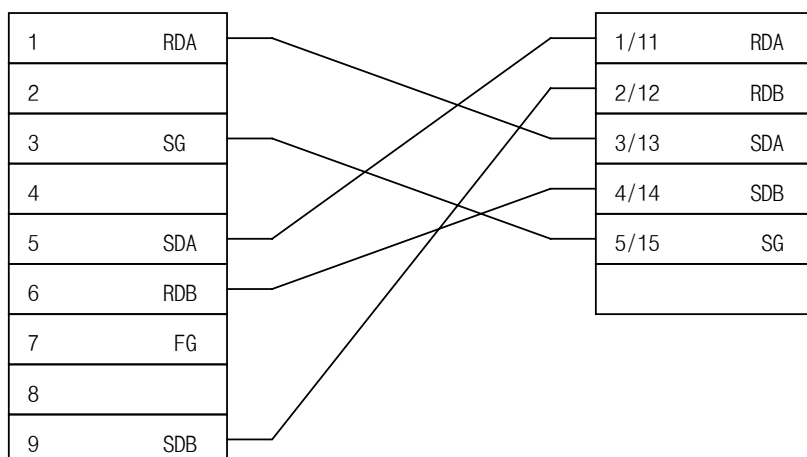 1 RDA
2
3 SG
4
5 SDA
6 RDB
7 FG
8
9 SDB
1/11 RDA
2/12 RDB
3/13 SDA
4/14 SDB
5/15 SG